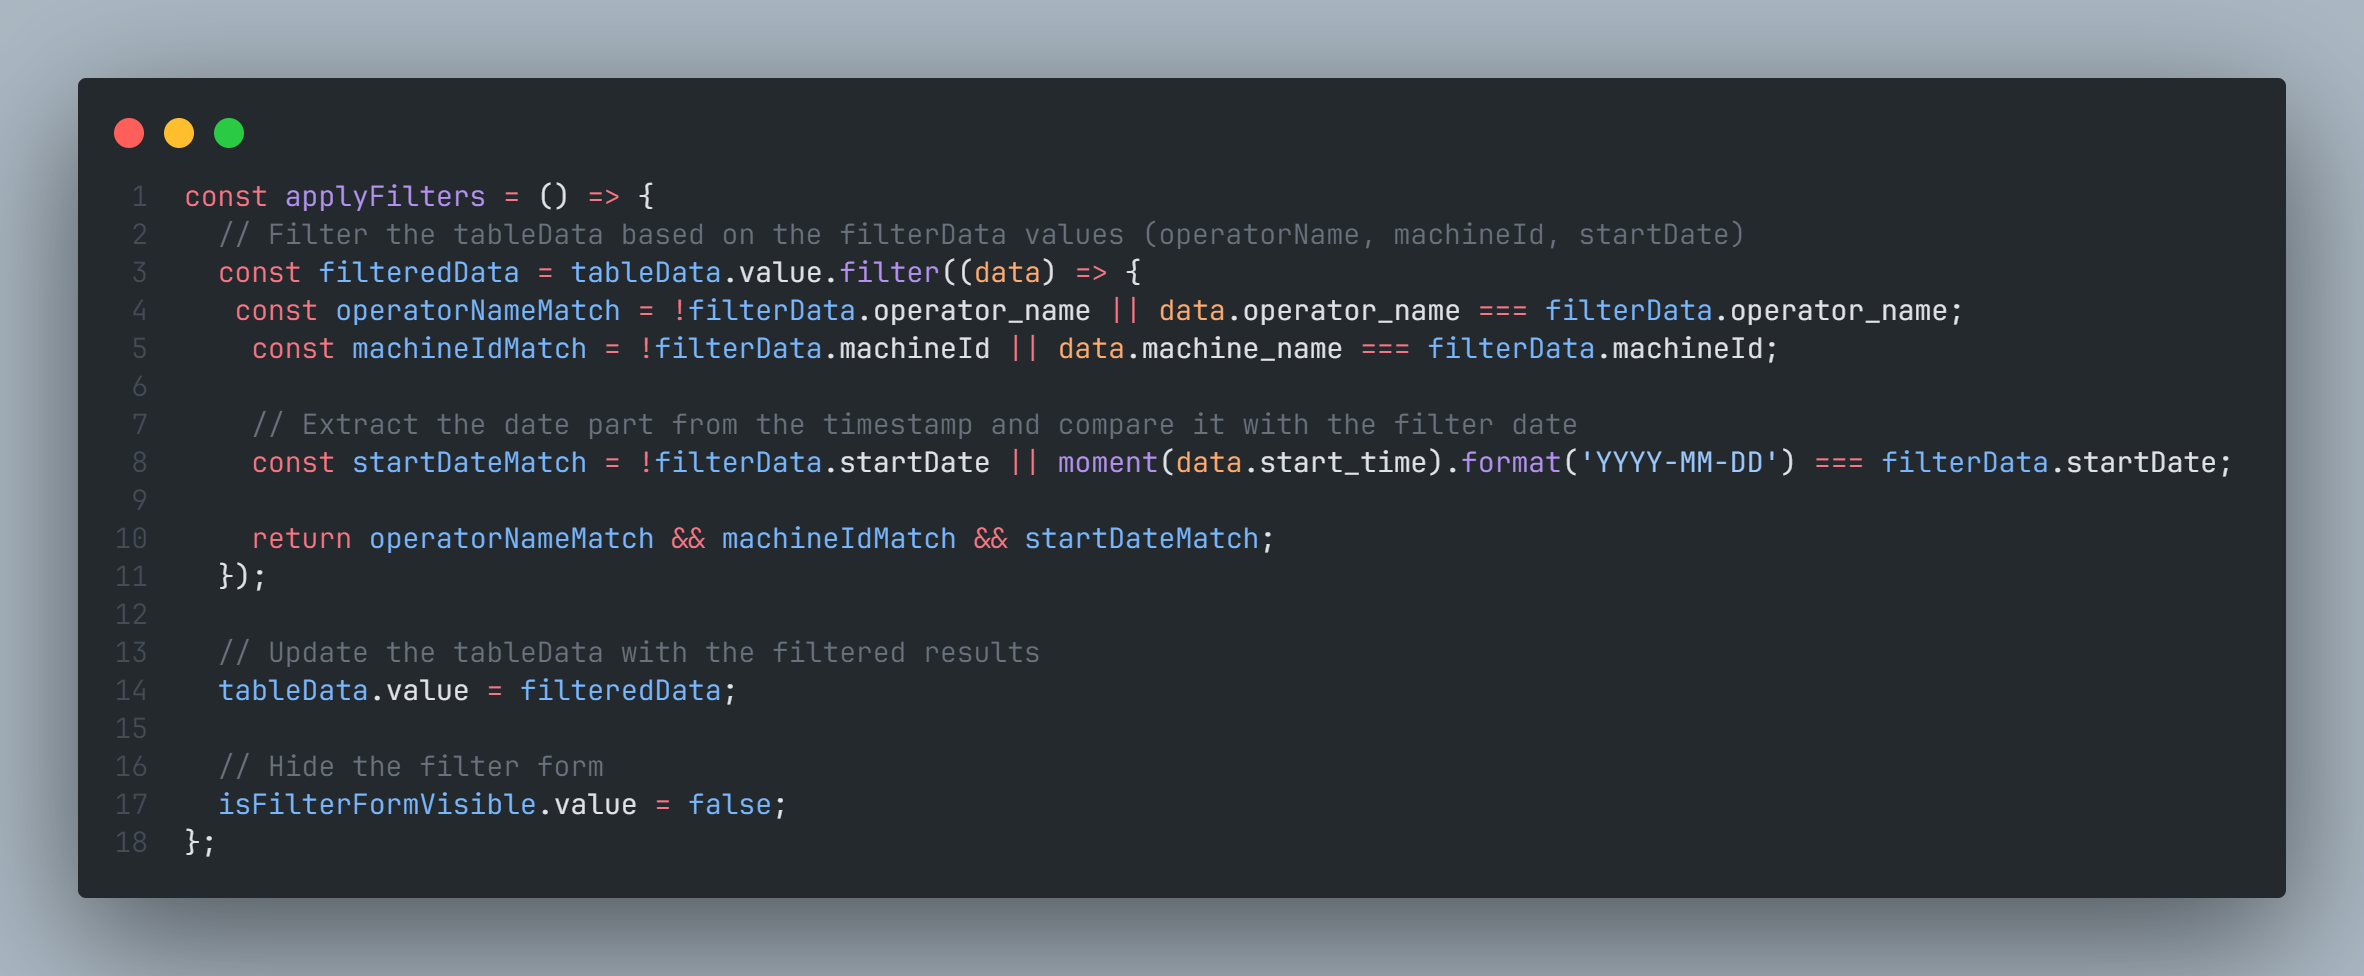 1 const applyFilters = () => {
2   // Filter the tableData based on the filterData values (operatorName, machineId, startDate)
3   const filteredData = tableData.value.filter((data) => {
4    const operatorNameMatch = !filterData.operator_name || data.operator_name === filterData.operator_name;
5     const machineIdMatch = !filterData.machineId || data.machine_name === filterData.machineId;
6
7     // Extract the date part from the timestamp and compare it with the filter date
8     const startDateMatch = !filterData.startDate || moment(data.start_time).format('YYYY-MM-DD') === filterData.startDate;
9
10     return operatorNameMatch && machineIdMatch && startDateMatch;
11   });
12
13   // Update the tableData with the filtered results
14   tableData.value = filteredData;
15
16   // Hide the filter form
17   isFilterFormVisible.value = false;
18 };